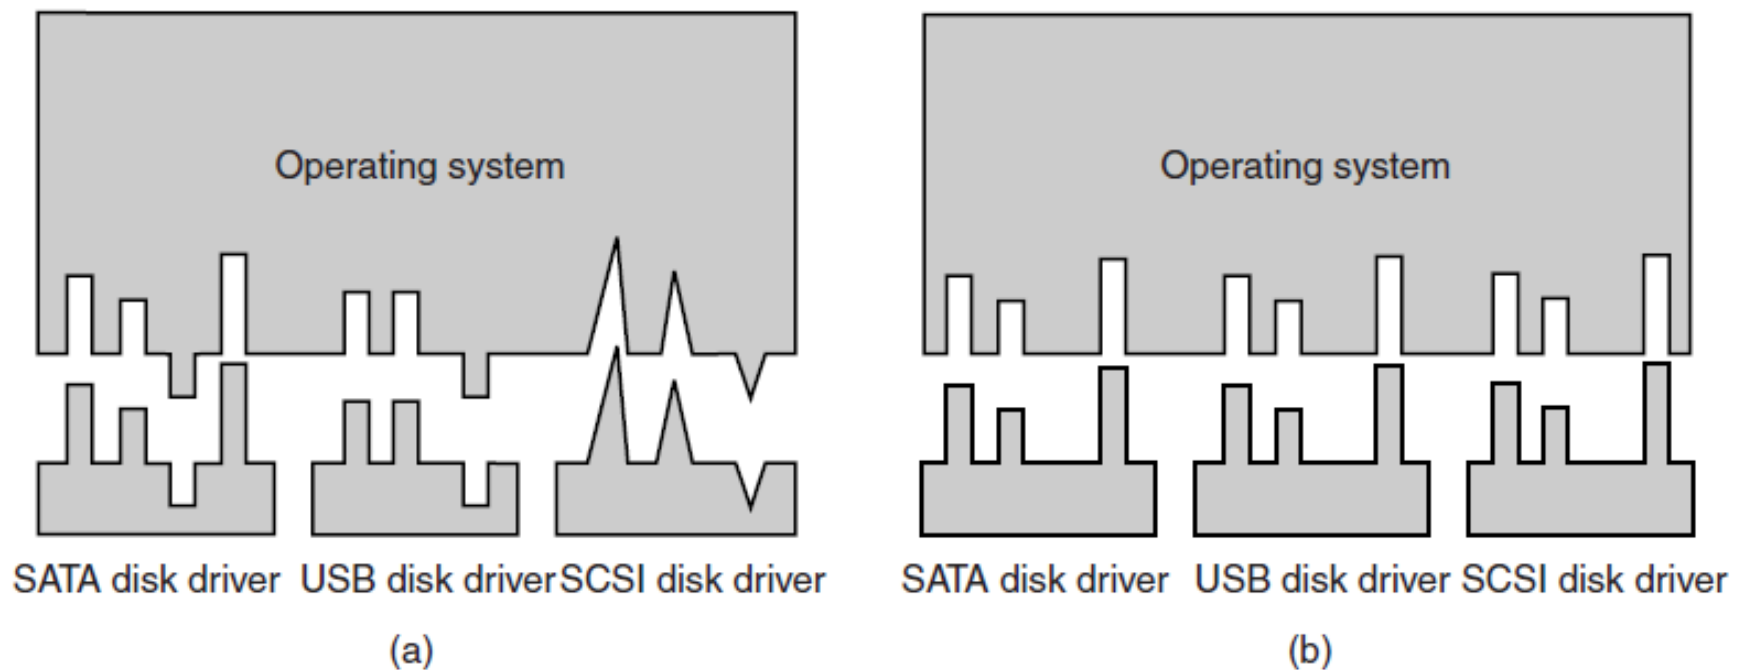 Operating system
Operating system
SATA disk driver USB disk driver SCSI disk driver
SATA disk driver USB disk driver SCSI disk driver
(a)
(b)